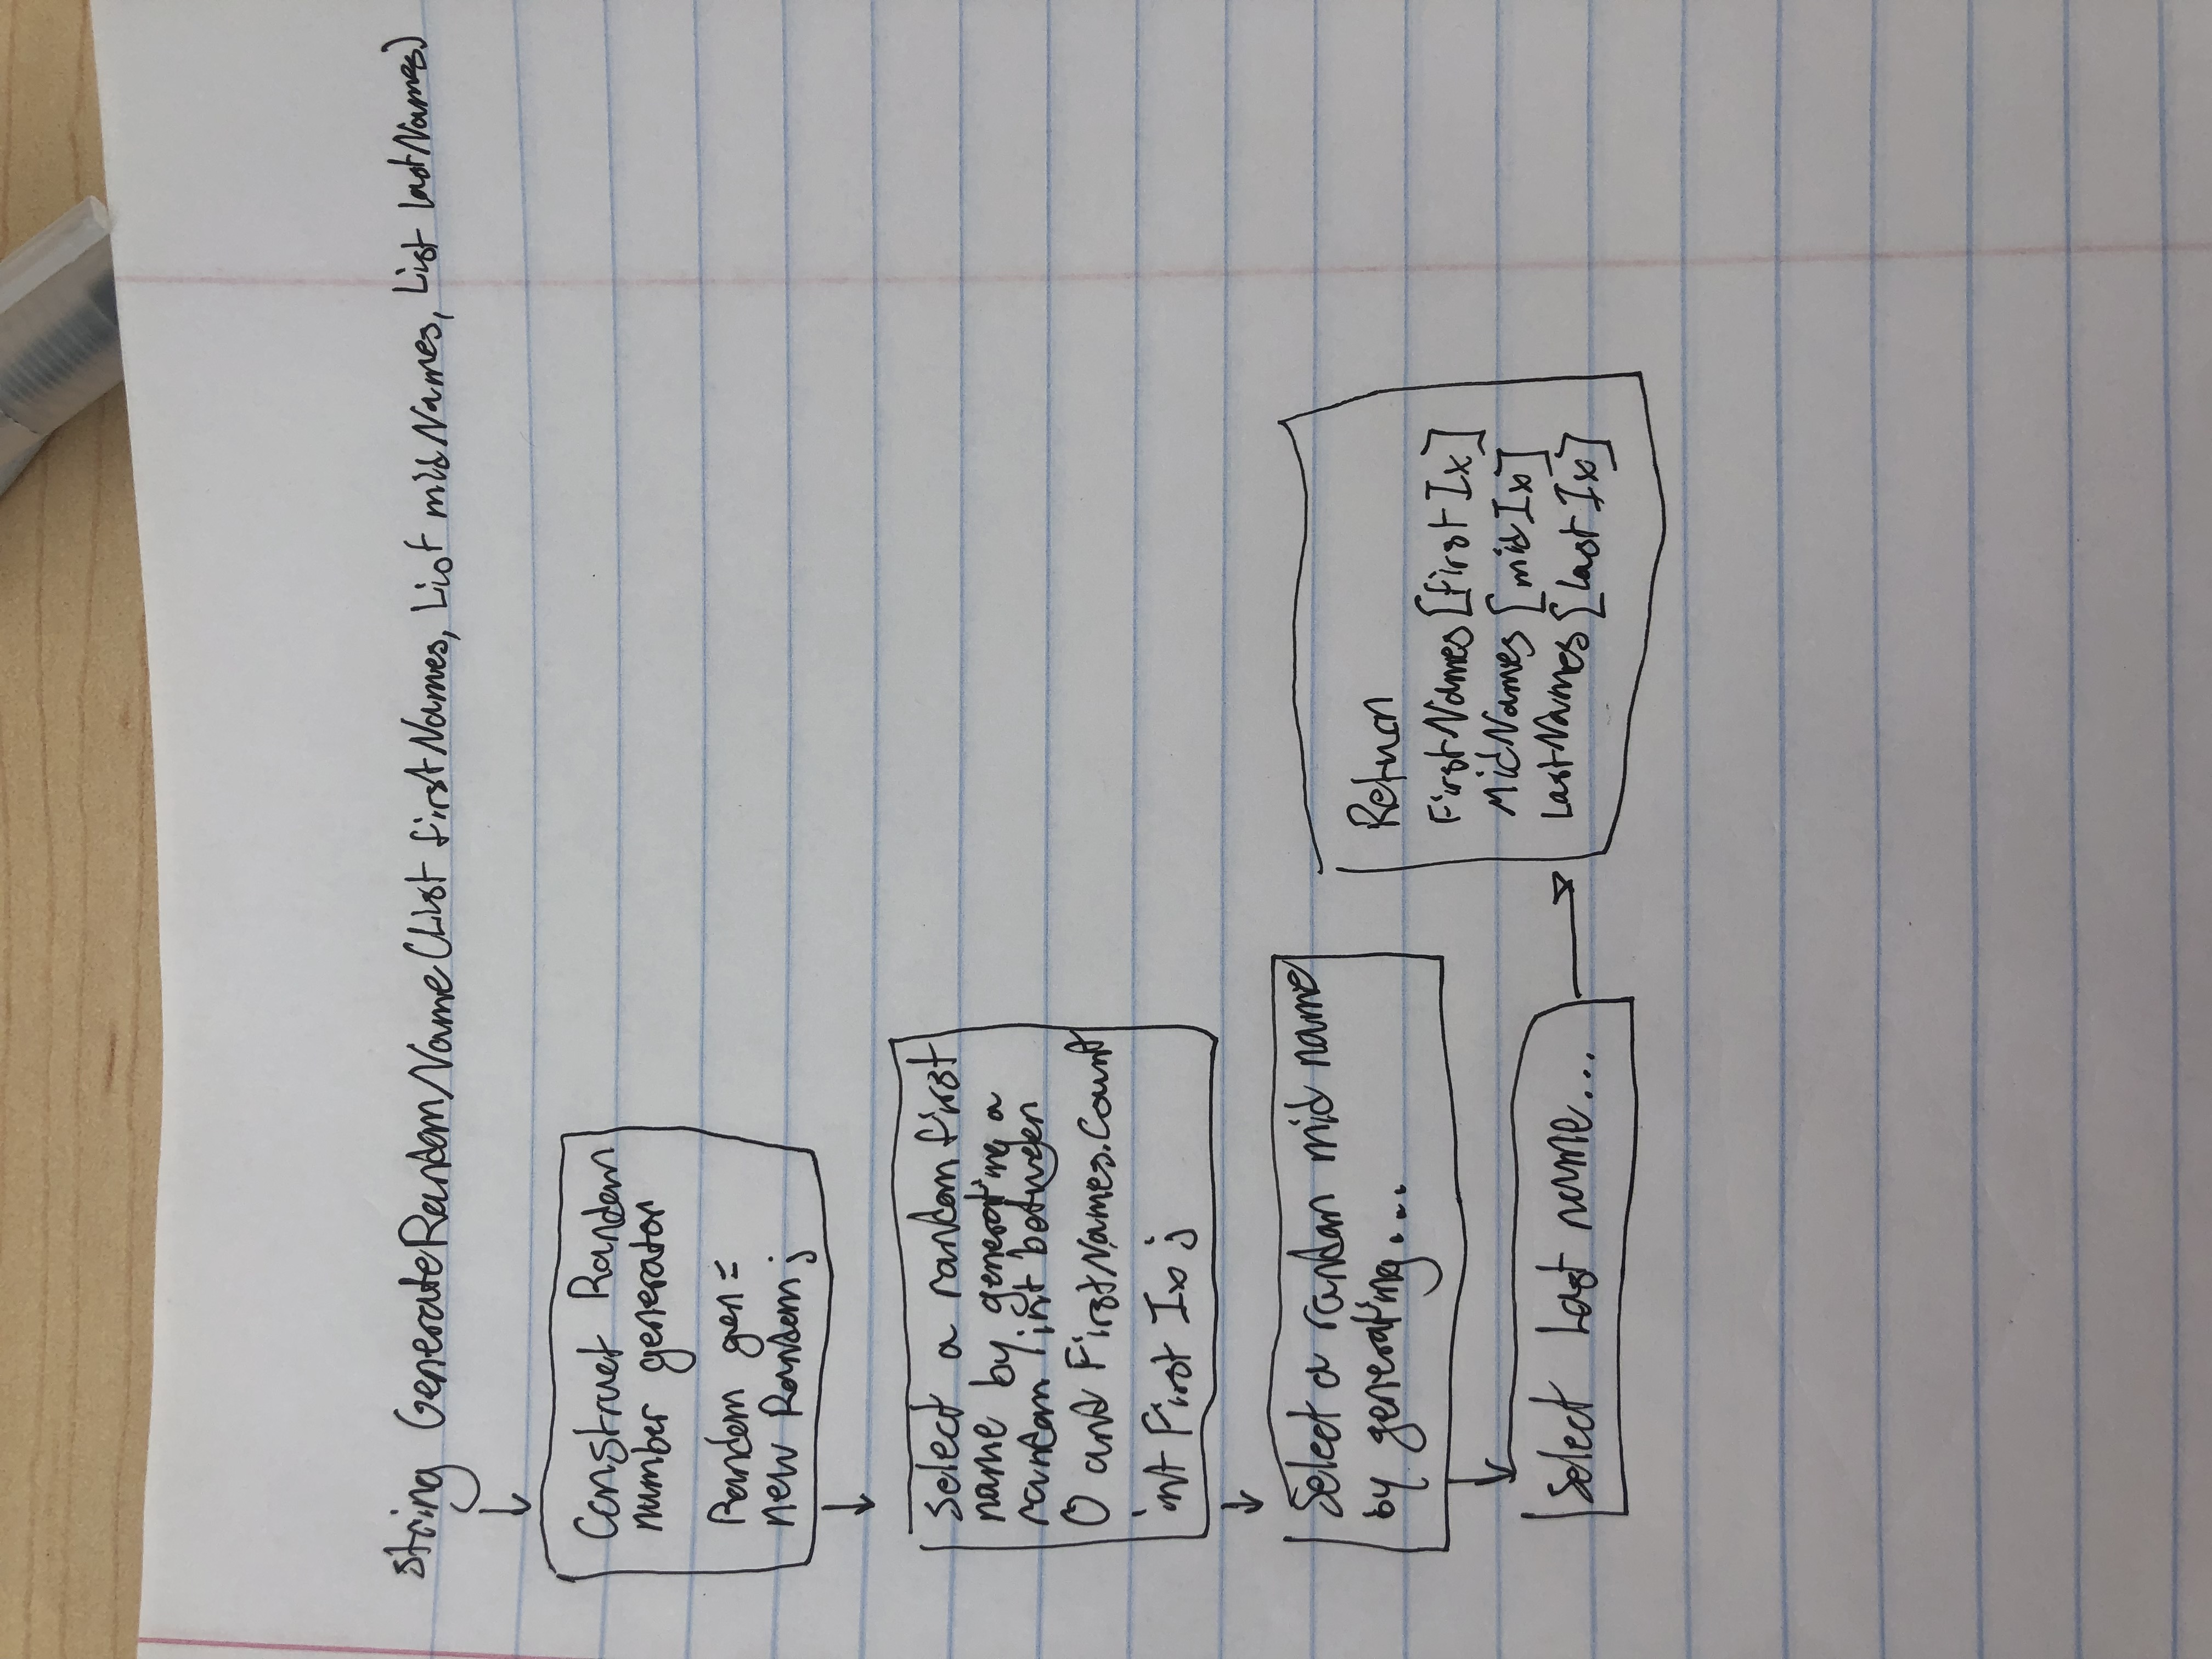 string GenerateRandomName(List firstNames, List midNames, List lastNames)
Construct Random
number generator
Random gen =
new Random;
Select a random first
name by generating a
random int between
0 and FirstNames.Count
int First Ix;
Select a random mid name
by generating...
Select Last name...
Return
FirstNames [first Ix]
MidNames [mid Ix]
LastNames [last Ix]